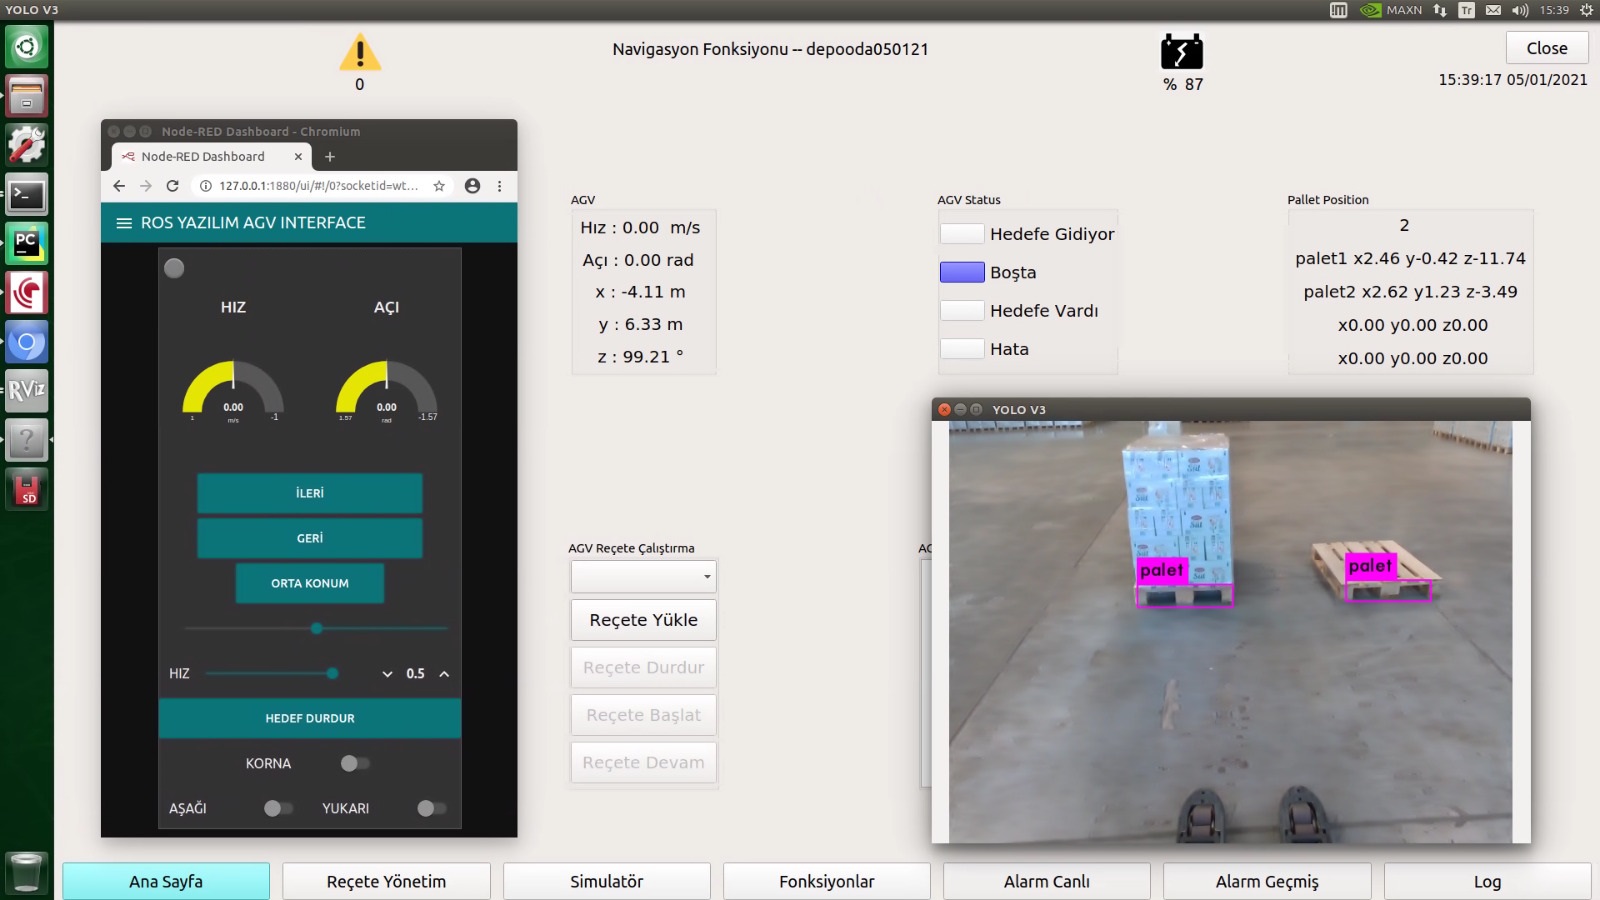 YOLO V3
MAXN
Tr
15:39
0
Navigasyon Fonksiyonu -- depooda050121
% 87
Close
15:39:17 05/01/2021
Node-RED Dashboard - Chromium
Node-RED Dashboard
127.0.0.1:1880/ui/#!/0?socketid=wt...
ROS YAZILIM AGV INTERFACE
HIZ
AÇI
0.00
1
m/s
-1
0.00
1.57
rad
-1.57
İLERİ
GERİ
ORTA KONUM
HIZ
0.5
HEDEF DURDUR
KORNA
AŞAĞI
YUKARI
AGV
Hız : 0.00 m/s
Açı : 0.00 rad
x : -4.11 m
y : 6.33 m
z : 99.21 °
AGV Status
Hedefe Gidiyor
Boşta
Hedefe Vardı
Hata
Pallet Position
2
palet1 x2.46 y-0.42 z-11.74
palet2 x2.62 y1.23 z-3.49
x0.00 y0.00 z0.00
x0.00 y0.00 z0.00
AGV Reçete Çalıştırma
Reçete Yükle
Reçete Durdur
Reçete Başlat
Reçete Devam
YOLO V3
palet
palet
PC
RViz
SD
Ana Sayfa
Reçete Yönetim
Simulatör
Fonksiyonlar
Alarm Canlı
Alarm Geçmiş
Log